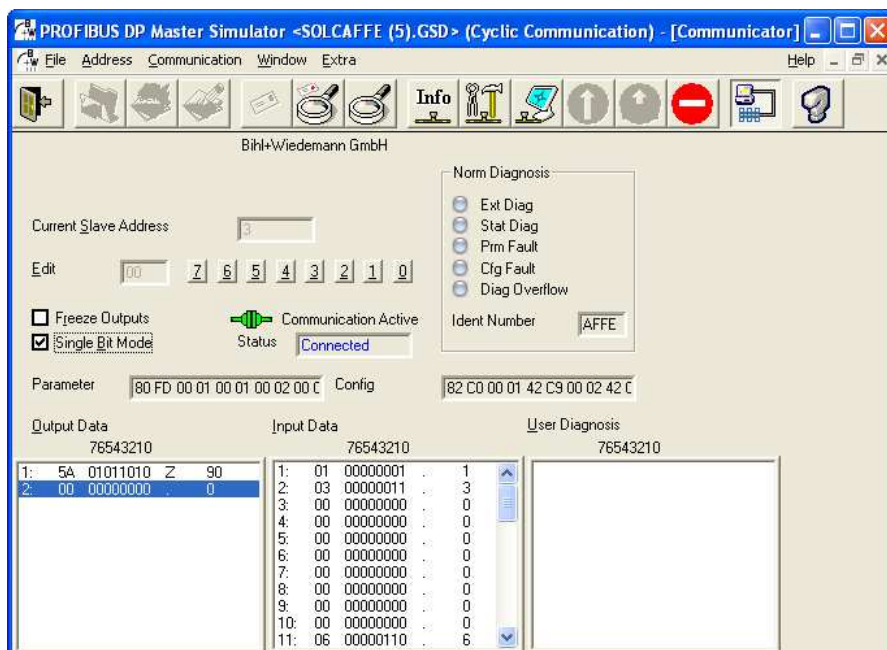 PROFIBUS DP Master Simulator <SOLCAFFE (5).GSD> (Cyclic Communication) - [Communicator]
File Address Communication Window Extra Help
Info
Bihl+Wiedemann GmbH
Norm Diagnosis
Ext Diag
Current Slave Address 3 Stat Diag
Prm Fault
Edit 00 7 6 5 4 3 2 1 0 Cfg Fault
Diag Overflow
Freeze Outputs Communication Active Ident Number AFFE
Single Bit Mode Status Connected
Parameter 80 FD 00 01 00 01 00 02 00 Config 82 C0 00 01 42 C9 00 02 42
Output Data Input Data User Diagnosis
76543210 76543210 76543210
1: 5A 01011010 Z 90 1: 01 00000001 . 1
2: 00 00000000 . 0 2: 03 00000011 . 3
3: 00 00000000 . 0
4: 00 00000000 . 0
5: 00 00000000 . 0
6: 00 00000000 . 0
7: 00 00000000 . 0
8: 00 00000000 . 0
9: 00 00000000 . 0
10: 00 00000000 . 0
11: 06 00000110 . 6